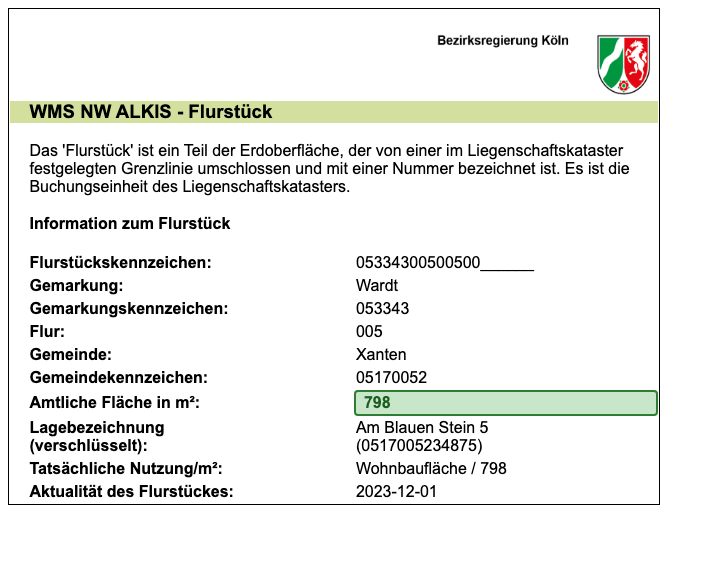 Bezirksregierung Köln
WMS NW ALKIS - Flurstück
Das 'Flurstück' ist ein Teil der Erdoberfläche, der von einer im Liegenschaftskataster
festgelegten Grenzlinie umschlossen und mit einer Nummer bezeichnet ist. Es ist die
Buchungseinheit des Liegenschaftskatasters.
Information zum Flurstück
Flurstückskennzeichen: 05334300500500______
Gemarkung: Wardt
Gemarkungskennzeichen: 053343
Flur: 005
Gemeinde: Xanten
Gemeindekennzeichen: 05170052
Amtliche Fläche in m²: 798
Lagebezeichnung Am Blauen Stein 5
(verschlüsselt): (0517005234875)
Tatsächliche Nutzung/m²: Wohnbaufläche / 798
Aktualität des Flurstückes: 2023-12-01